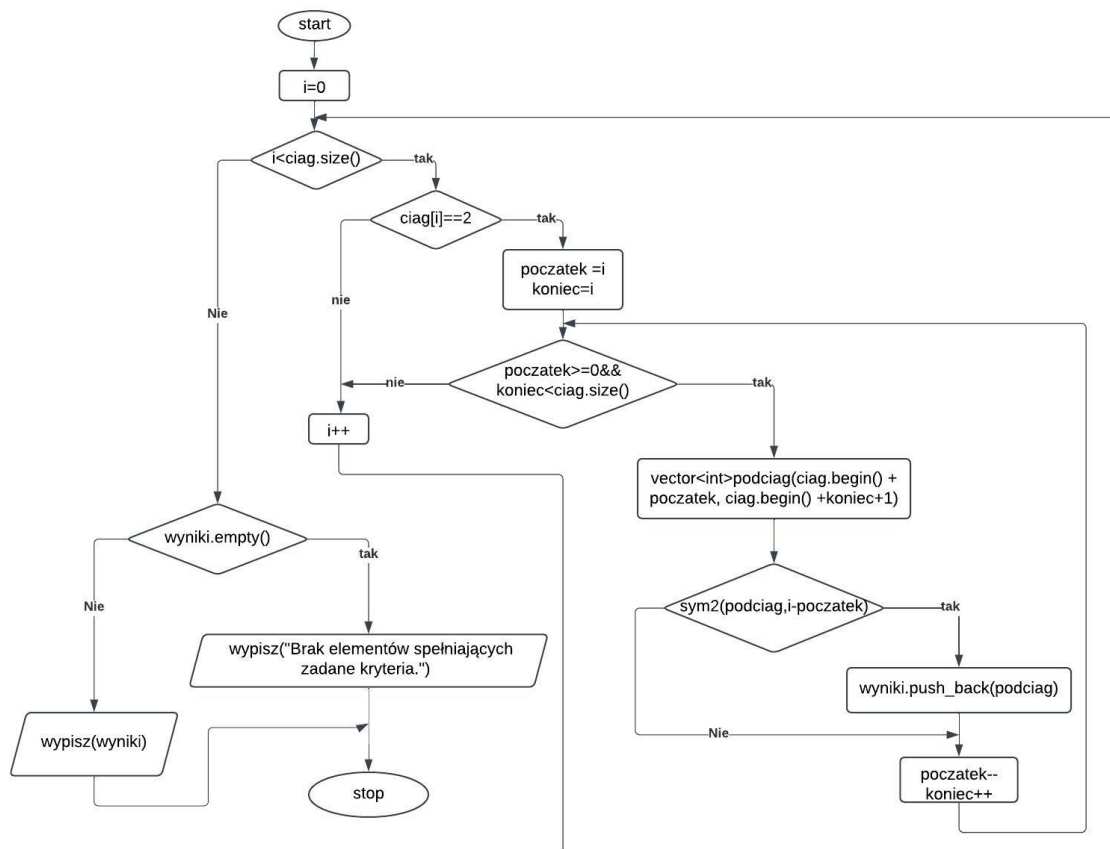 start
i=0
i<ciag.size()
tak
ciag[i]==2
tak
poczatek =i
koniec=i
nie
Nie
poczatek>=0&&
koniec<ciag.size()
nie
tak
i++
vector<int>podciag(ciag.begin() +
poczatek, ciag.begin() +koniec+1)
wyniki.empty()
tak
Nie
sym2(podciag,i-poczatek)
tak
wypisz("Brak elementów spełniających
zadane kryteria.")
wyniki.push_back(podciag)
wypisz(wyniki)
Nie
poczatek--
koniec++
stop